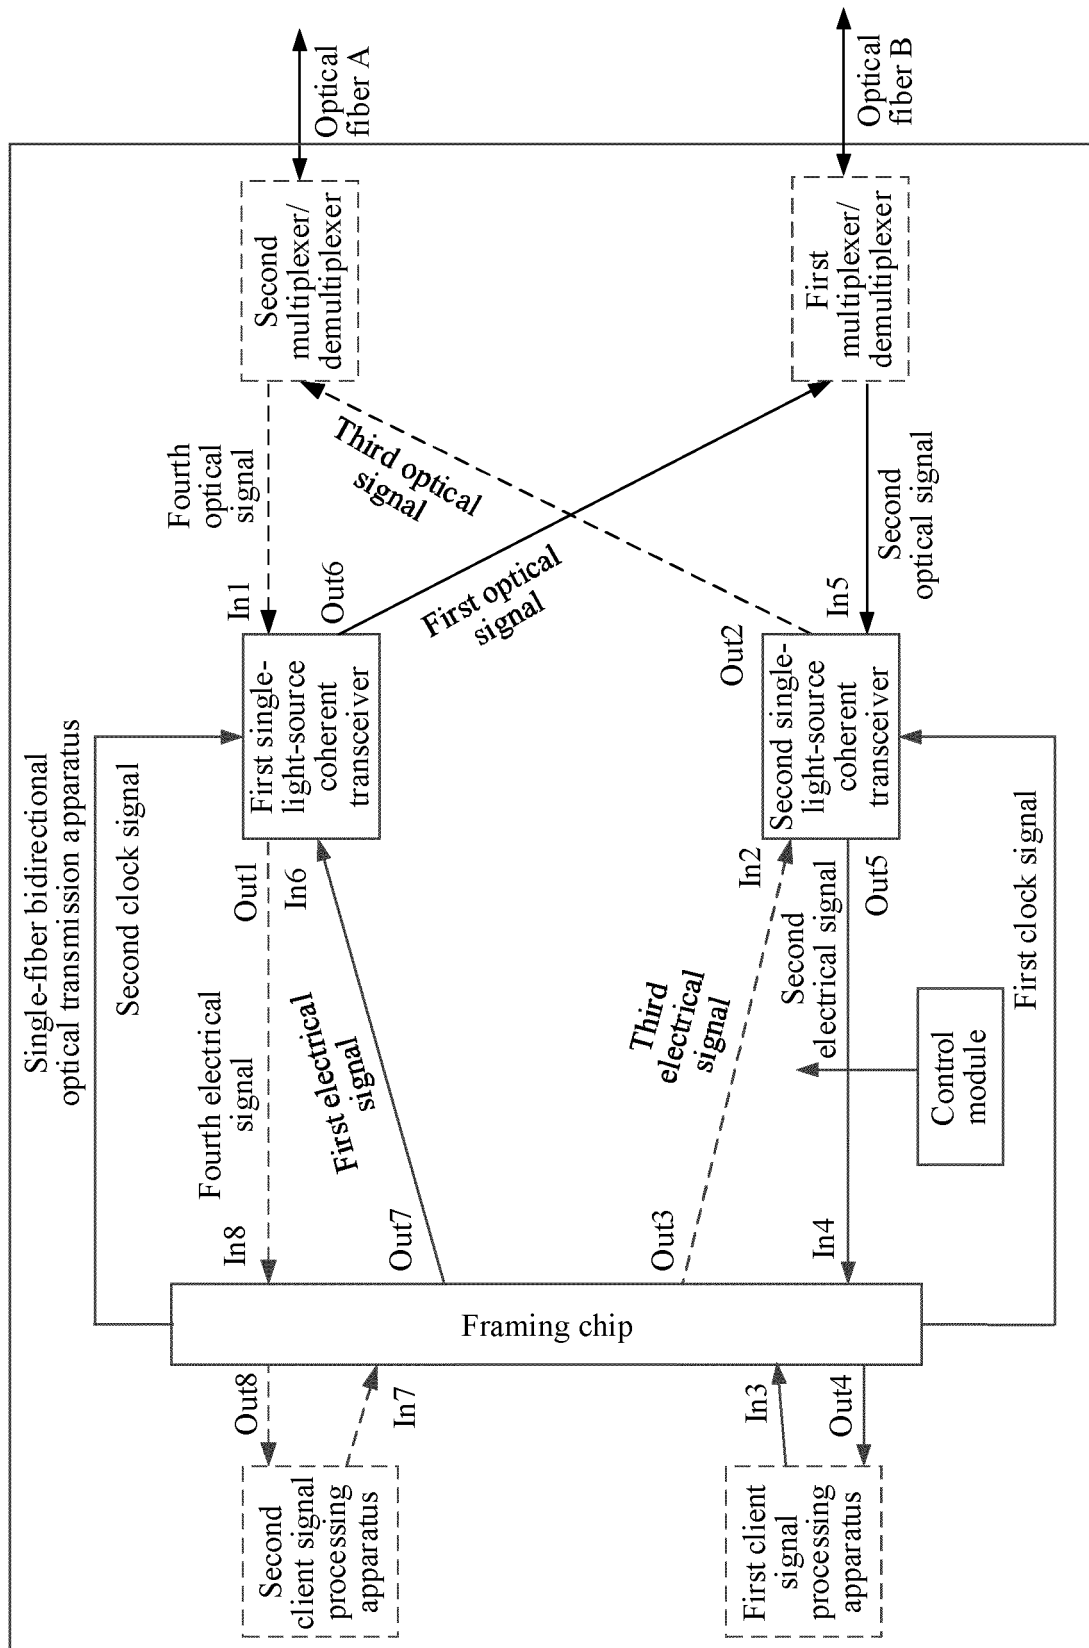 Single-fiber bidirectional
optical transmission apparatus
Second clock signal
Second
client signal
processing
apparatus
Out8
In7
First client
signal
processing
apparatus
In3
Out4
Framing chip
In8
Out7
Out3
In4
Fourth electrical
signal
First electrical
signal
Third
electrical
signal
Second
electrical signal
Control
module
First clock signal
Out1
In6
In2
Out5
First single-
light-source
coherent
transceiver
Second single-
light-source
coherent
transceiver
In1
Out6
Out2
In5
Fourth
optical
signal
Third optical
signal
First optical
signal
Second
optical signal
Second
multiplexer/
demultiplexer
First
multiplexer/
demultiplexer
Optical
fiber A
Optical
fiber B